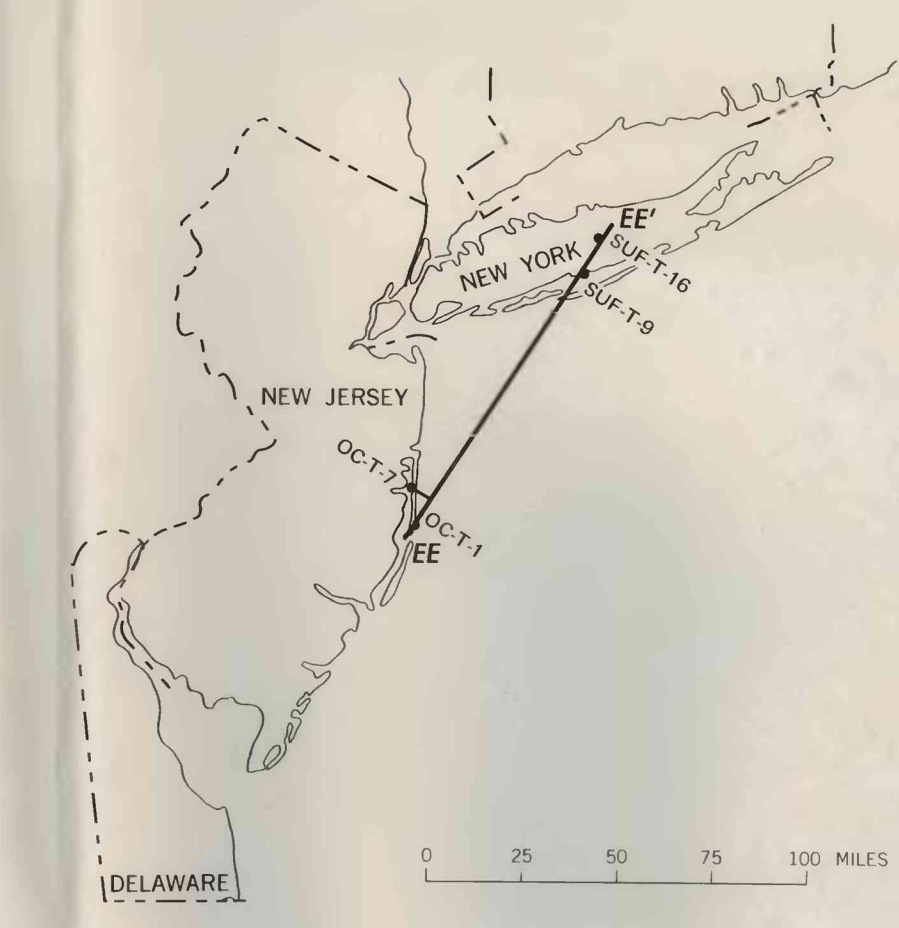 EE'
SUF-T-16
NEW YORK
SUF-T-9
NEW JERSEY
OC-T-7
OC-T-1
EE
0 25 50 75 100 MILES
DELAWARE